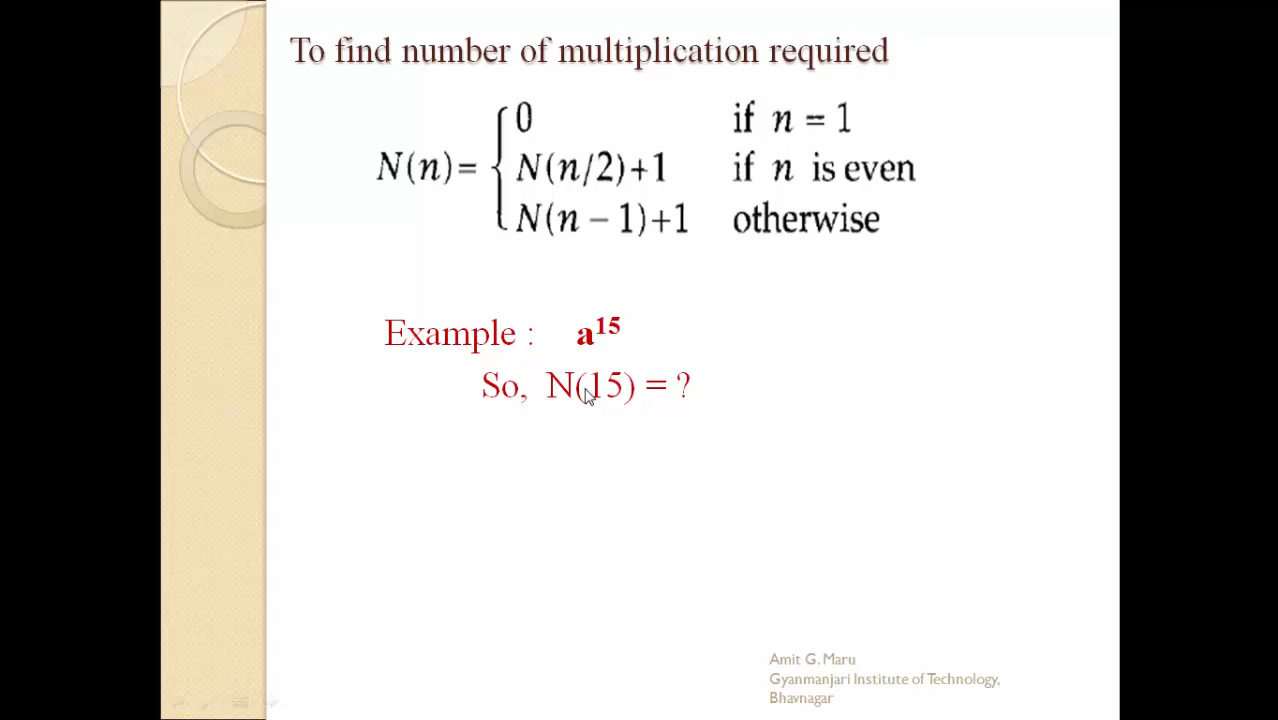 To find number of multiplication required
0 if n = 1
N(n)= { N(n/2)+1 if n is even
N(n − 1)+1 otherwise
Example : a¹⁵
So, N(15) = ?
Amit G. Maru
Gyanmanjari Institute of Technology,
Bhavnagar